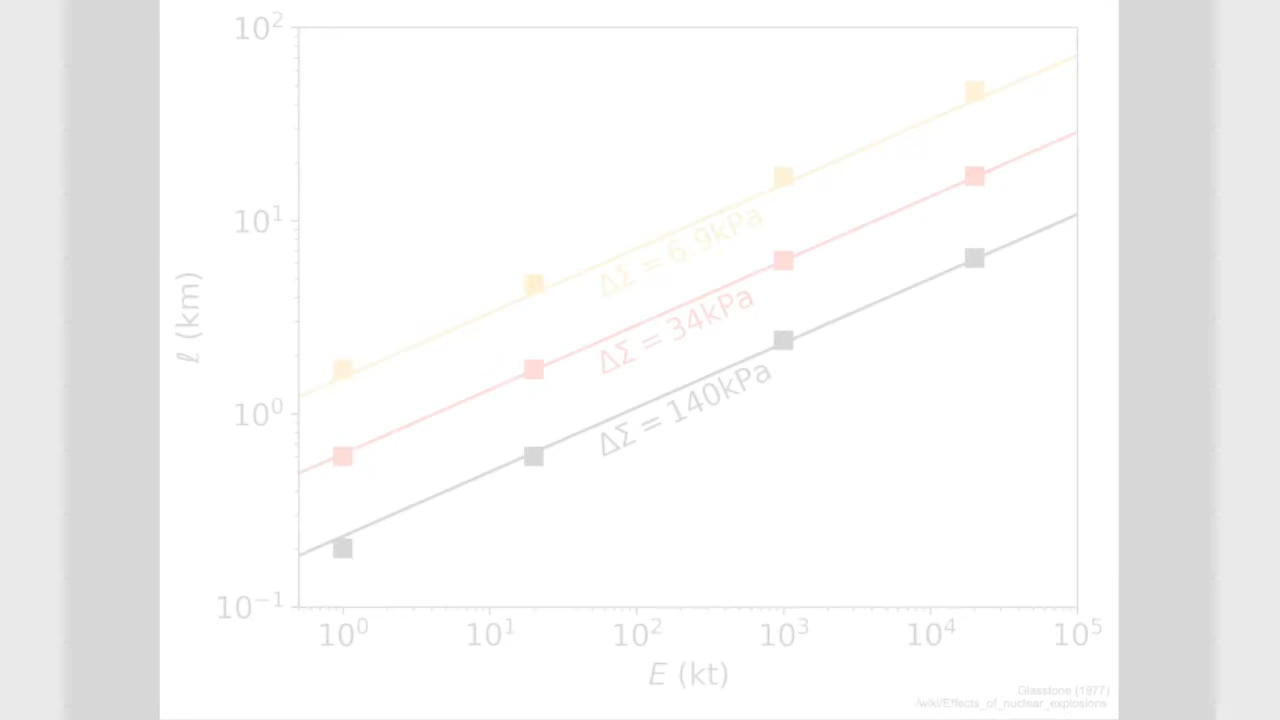 10²
10¹
10⁰
10⁻¹
ℓ (km)
ΔΣ = 6.9kPa
ΔΣ = 34kPa
ΔΣ = 140kPa
10⁰ 10¹ 10² 10³ 10⁴ 10⁵
E (kt)
Glasstone (1977)
/wiki/Effects_of_nuclear_explosions